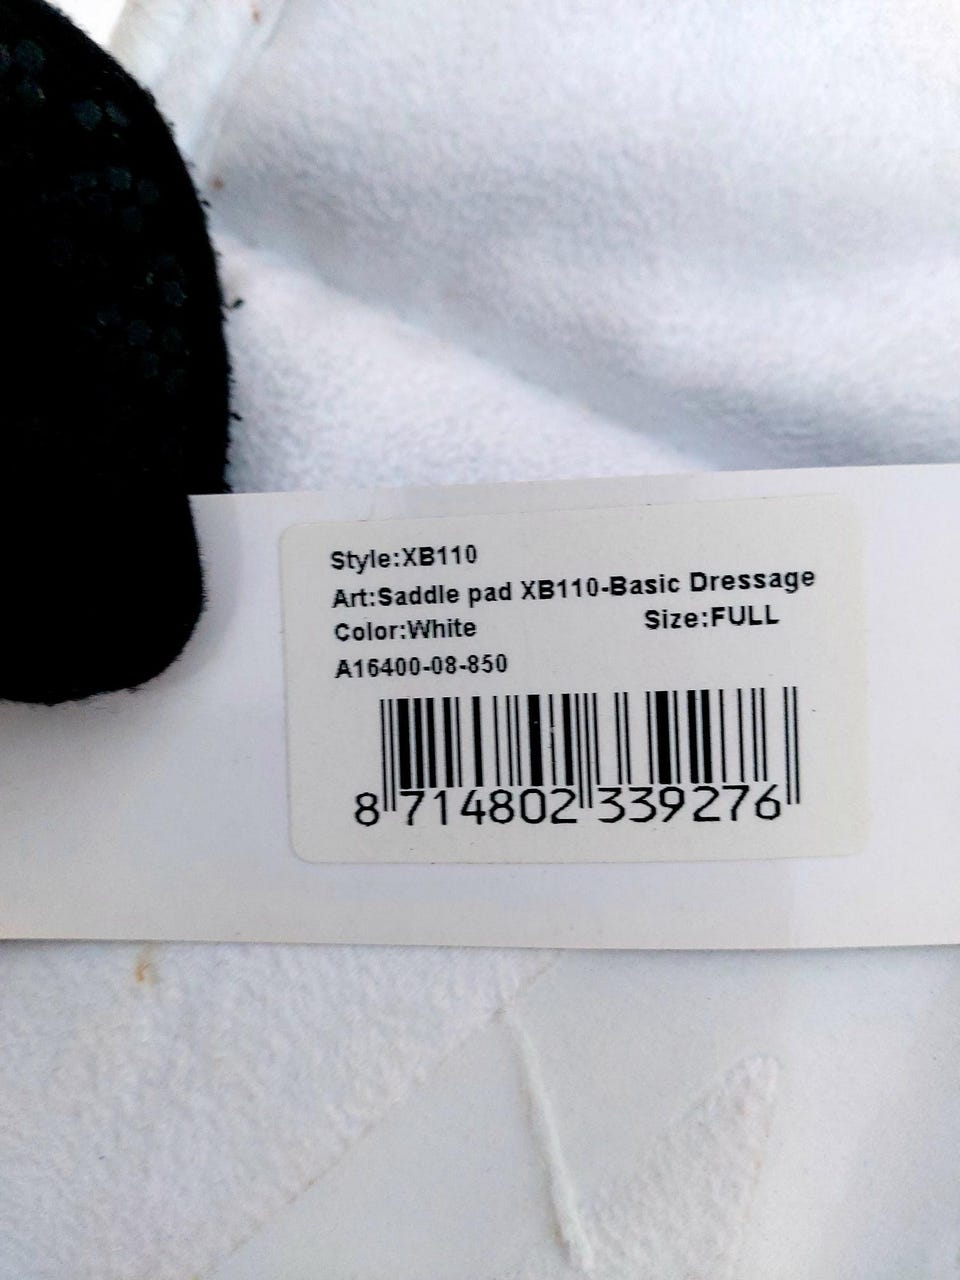 Style:XB110
Art:Saddle pad XB110-Basic Dressage
Color:White Size:FULL
A16400-08-850
8 714802 339276